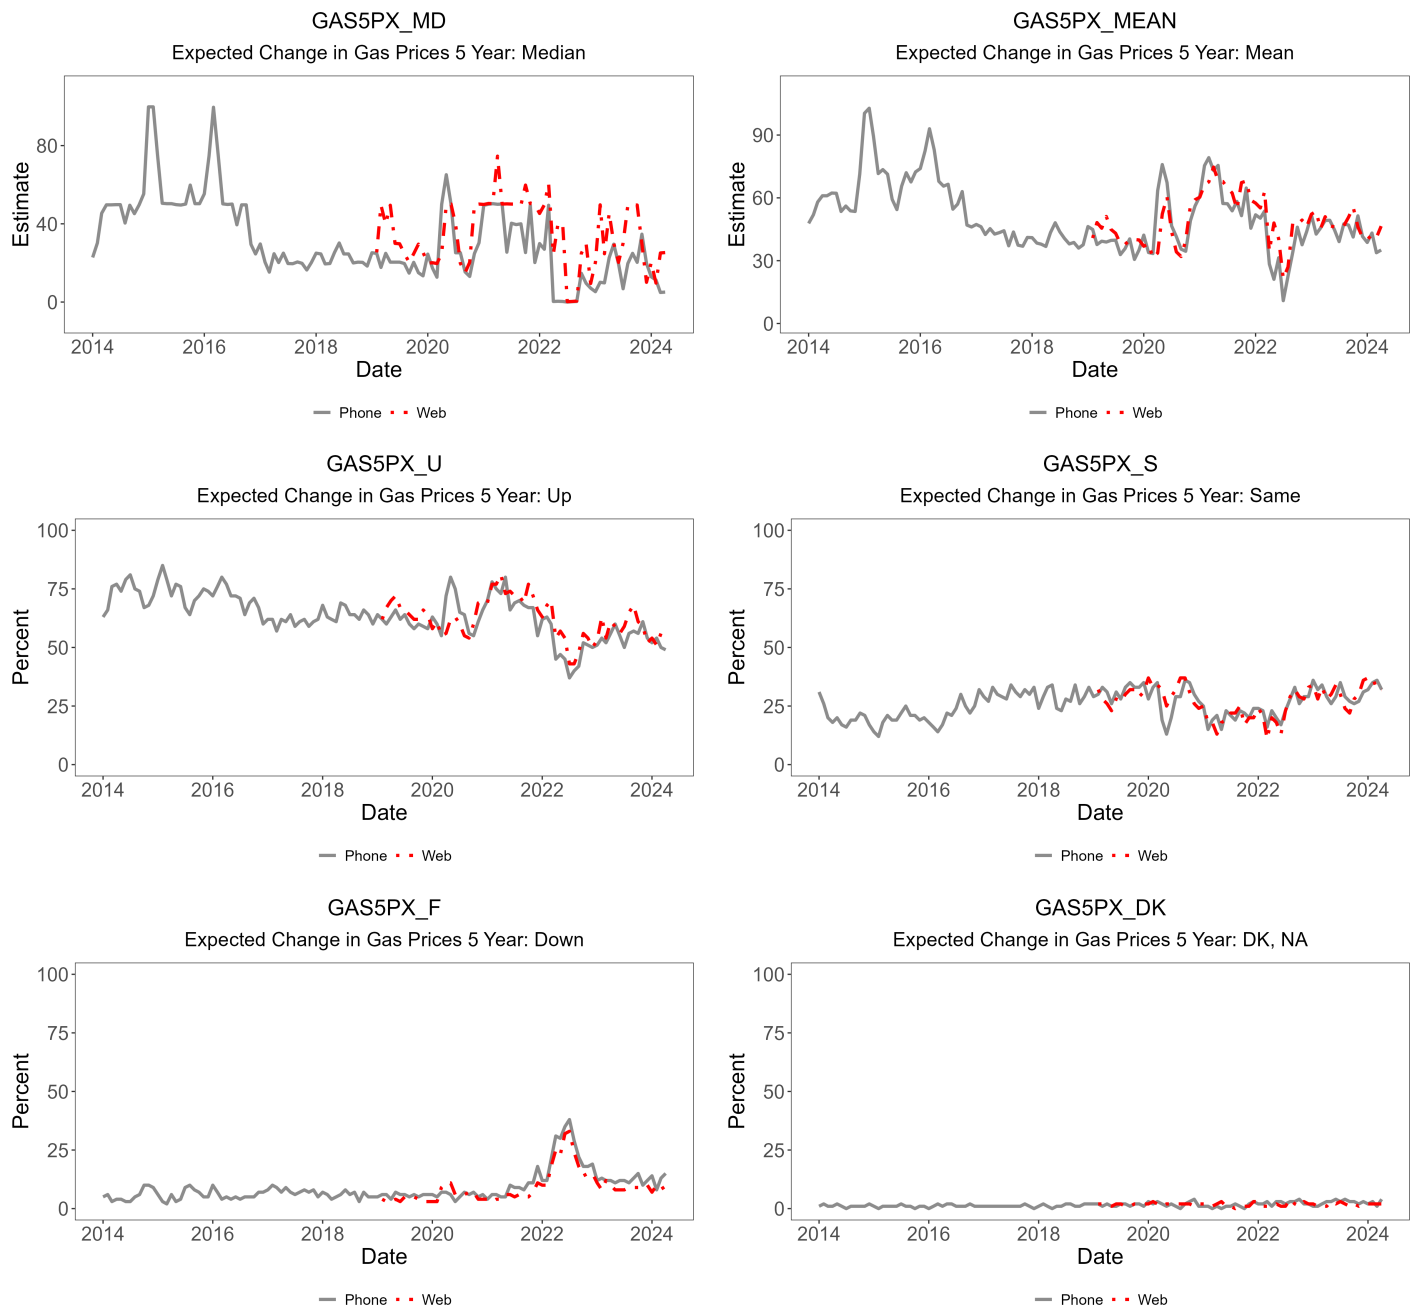 GAS5PX_MD
Expected Change in Gas Prices 5 Year: Median
Estimate
80
40
0
2014 2016 2018 2020 2022 2024
Date
Phone Web
GAS5PX_MEAN
Expected Change in Gas Prices 5 Year: Mean
Estimate
90
60
30
0
2014 2016 2018 2020 2022 2024
Date
Phone Web
GAS5PX_U
Expected Change in Gas Prices 5 Year: Up
Percent
100
75
50
25
0
2014 2016 2018 2020 2022 2024
Date
Phone Web
GAS5PX_S
Expected Change in Gas Prices 5 Year: Same
Percent
100
75
50
25
0
2014 2016 2018 2020 2022 2024
Date
Phone Web
GAS5PX_F
Expected Change in Gas Prices 5 Year: Down
Percent
100
75
50
25
0
2014 2016 2018 2020 2022 2024
Date
Phone Web
GAS5PX_DK
Expected Change in Gas Prices 5 Year: DK, NA
Percent
100
75
50
25
0
2014 2016 2018 2020 2022 2024
Date
Phone Web